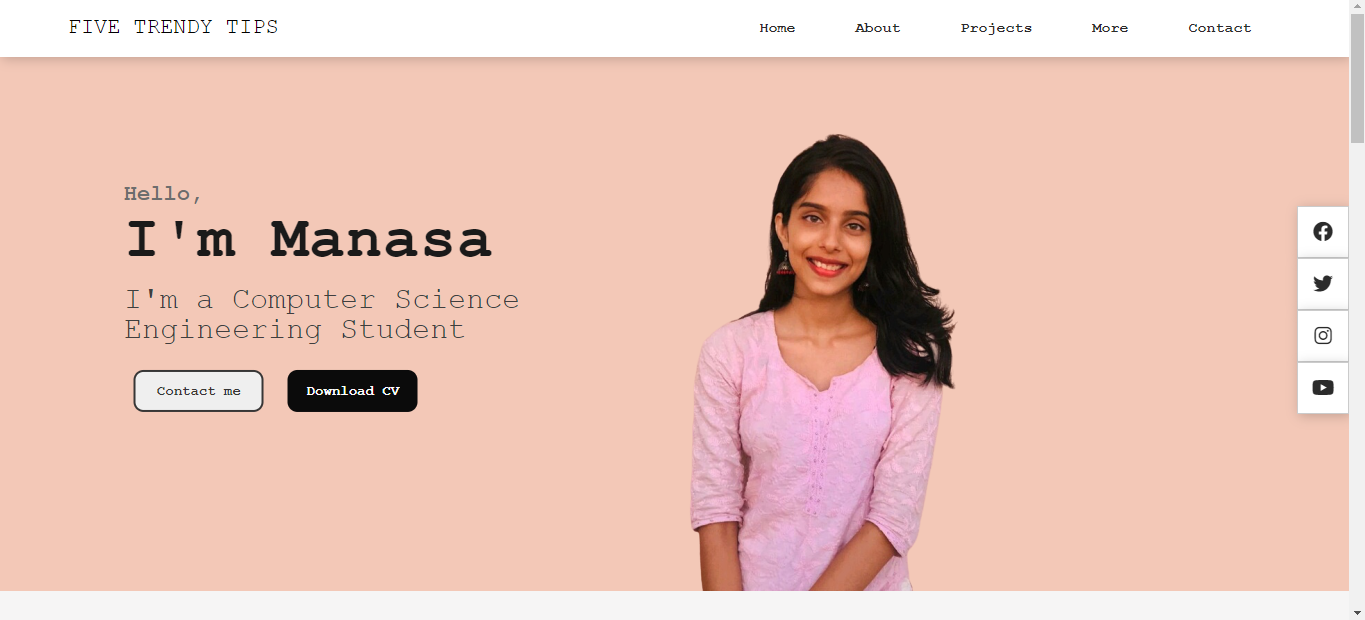 FIVE TRENDY TIPS
Home About Projects More Contact
Hello,
I'm Manasa
I'm a Computer Science
Engineering Student
Contact me Download CV